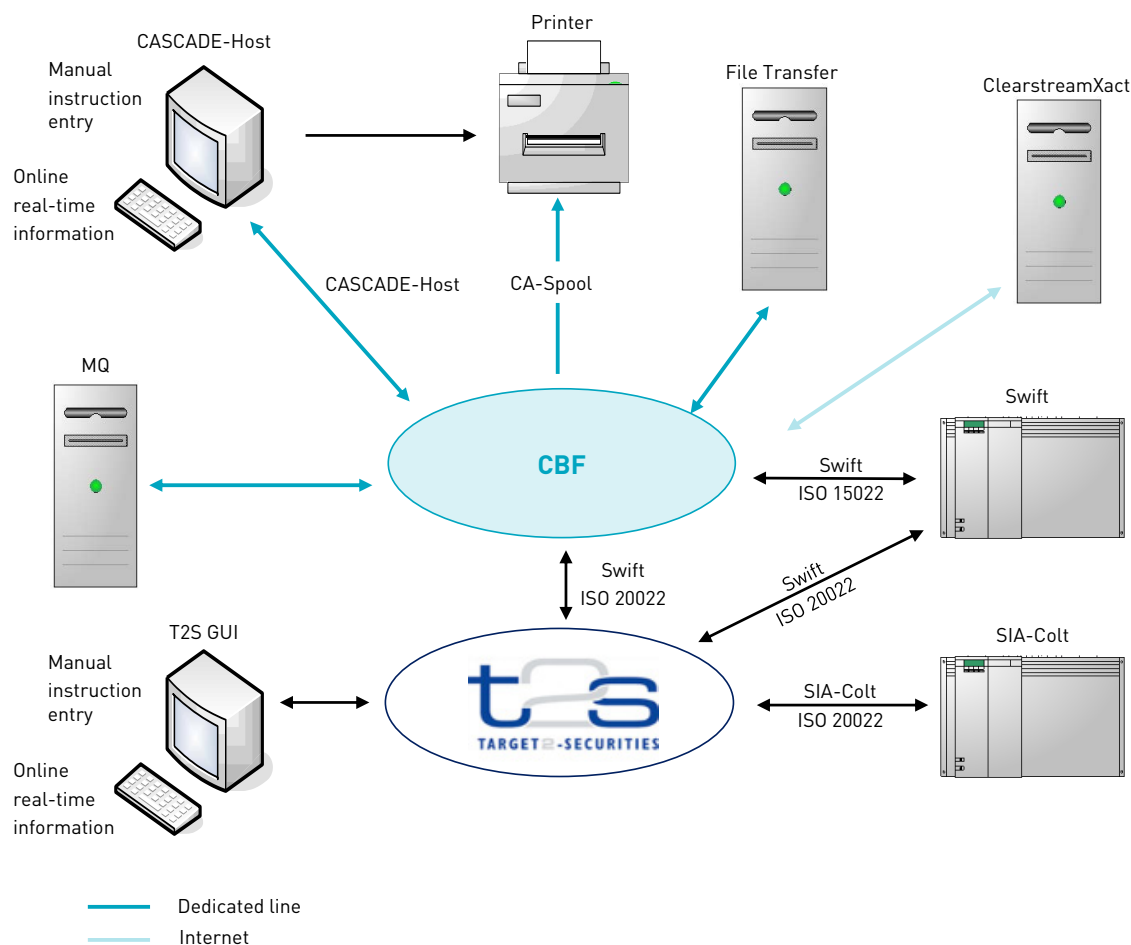 Printer
CASCADE-Host
Manual
instruction
entry
File Transfer
ClearstreamXact
Online
real-time
information
CASCADE-Host
CA-Spool
MQ
Swift
CBF
Swift
ISO 15022
Swift
ISO 20022
Swift
ISO 20022
T2S GUI
SIA-Colt
Manual
instruction
entry
t2s
TARGET2-SECURITIES
SIA-Colt
ISO 20022
Online
real-time
information
Dedicated line
Internet